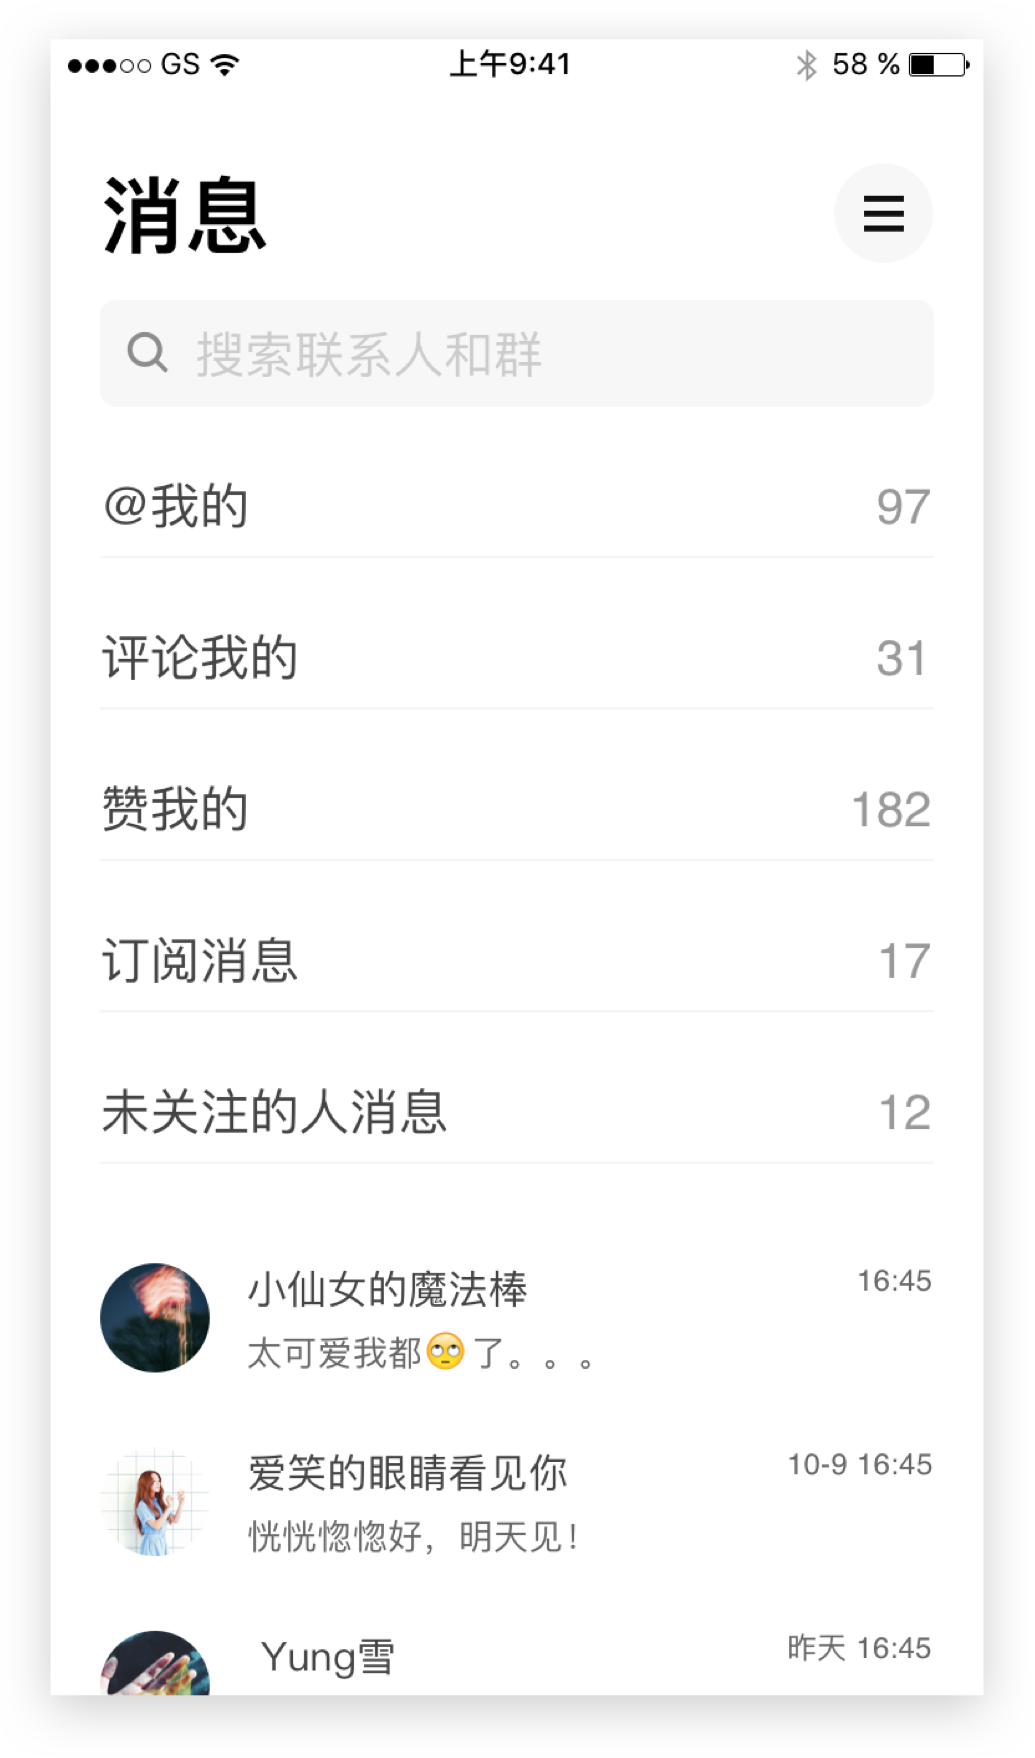 GS 上午9:41 58 %
消息
搜索联系人和群
@我的 97
评论我的 31
赞我的 182
订阅消息 17
未关注的人消息 12
小仙女的魔法棒 16:45
太可爱我都🙄了。。。
爱笑的眼睛看见你 10-9 16:45
恍恍惚惚好，明天见！
Yung雪 昨天 16:45